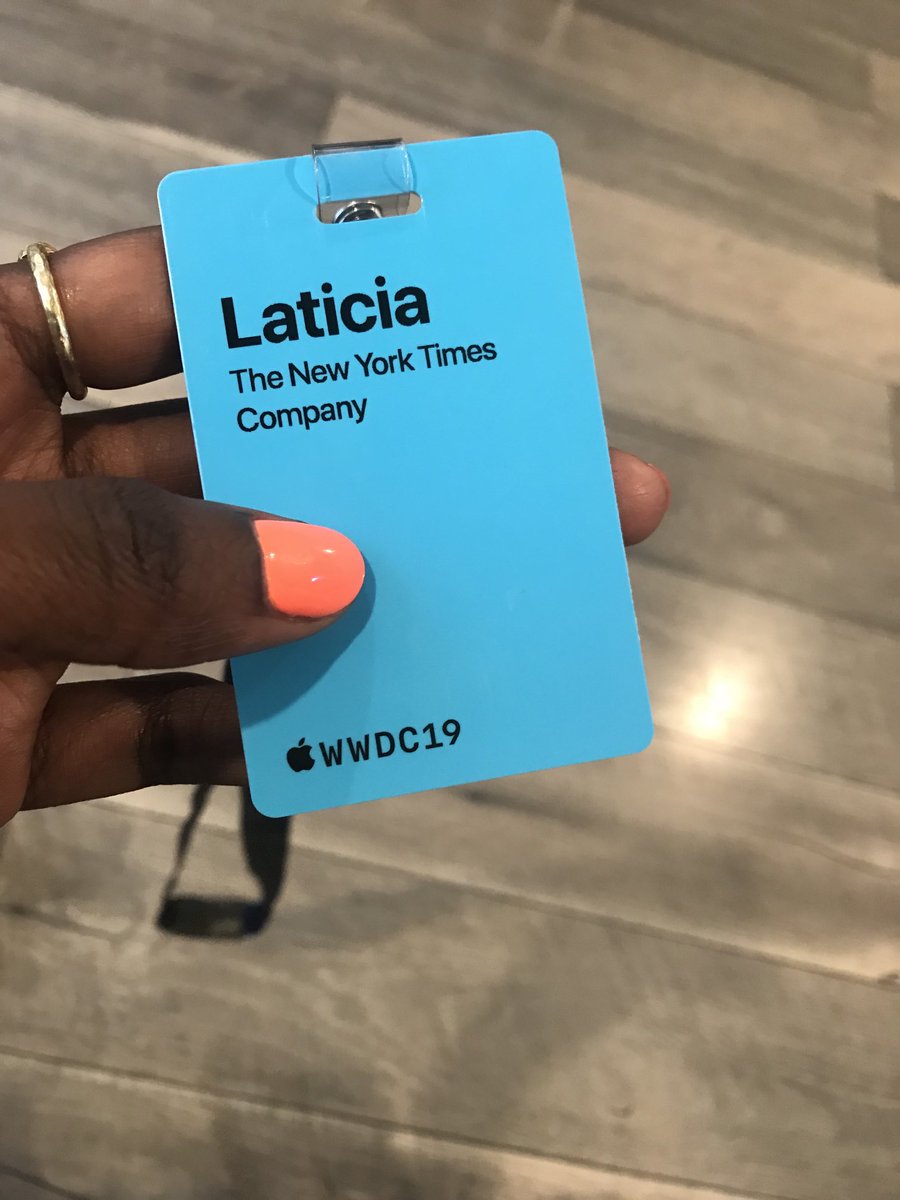 Laticia
The New York Times
Company
WWDC19